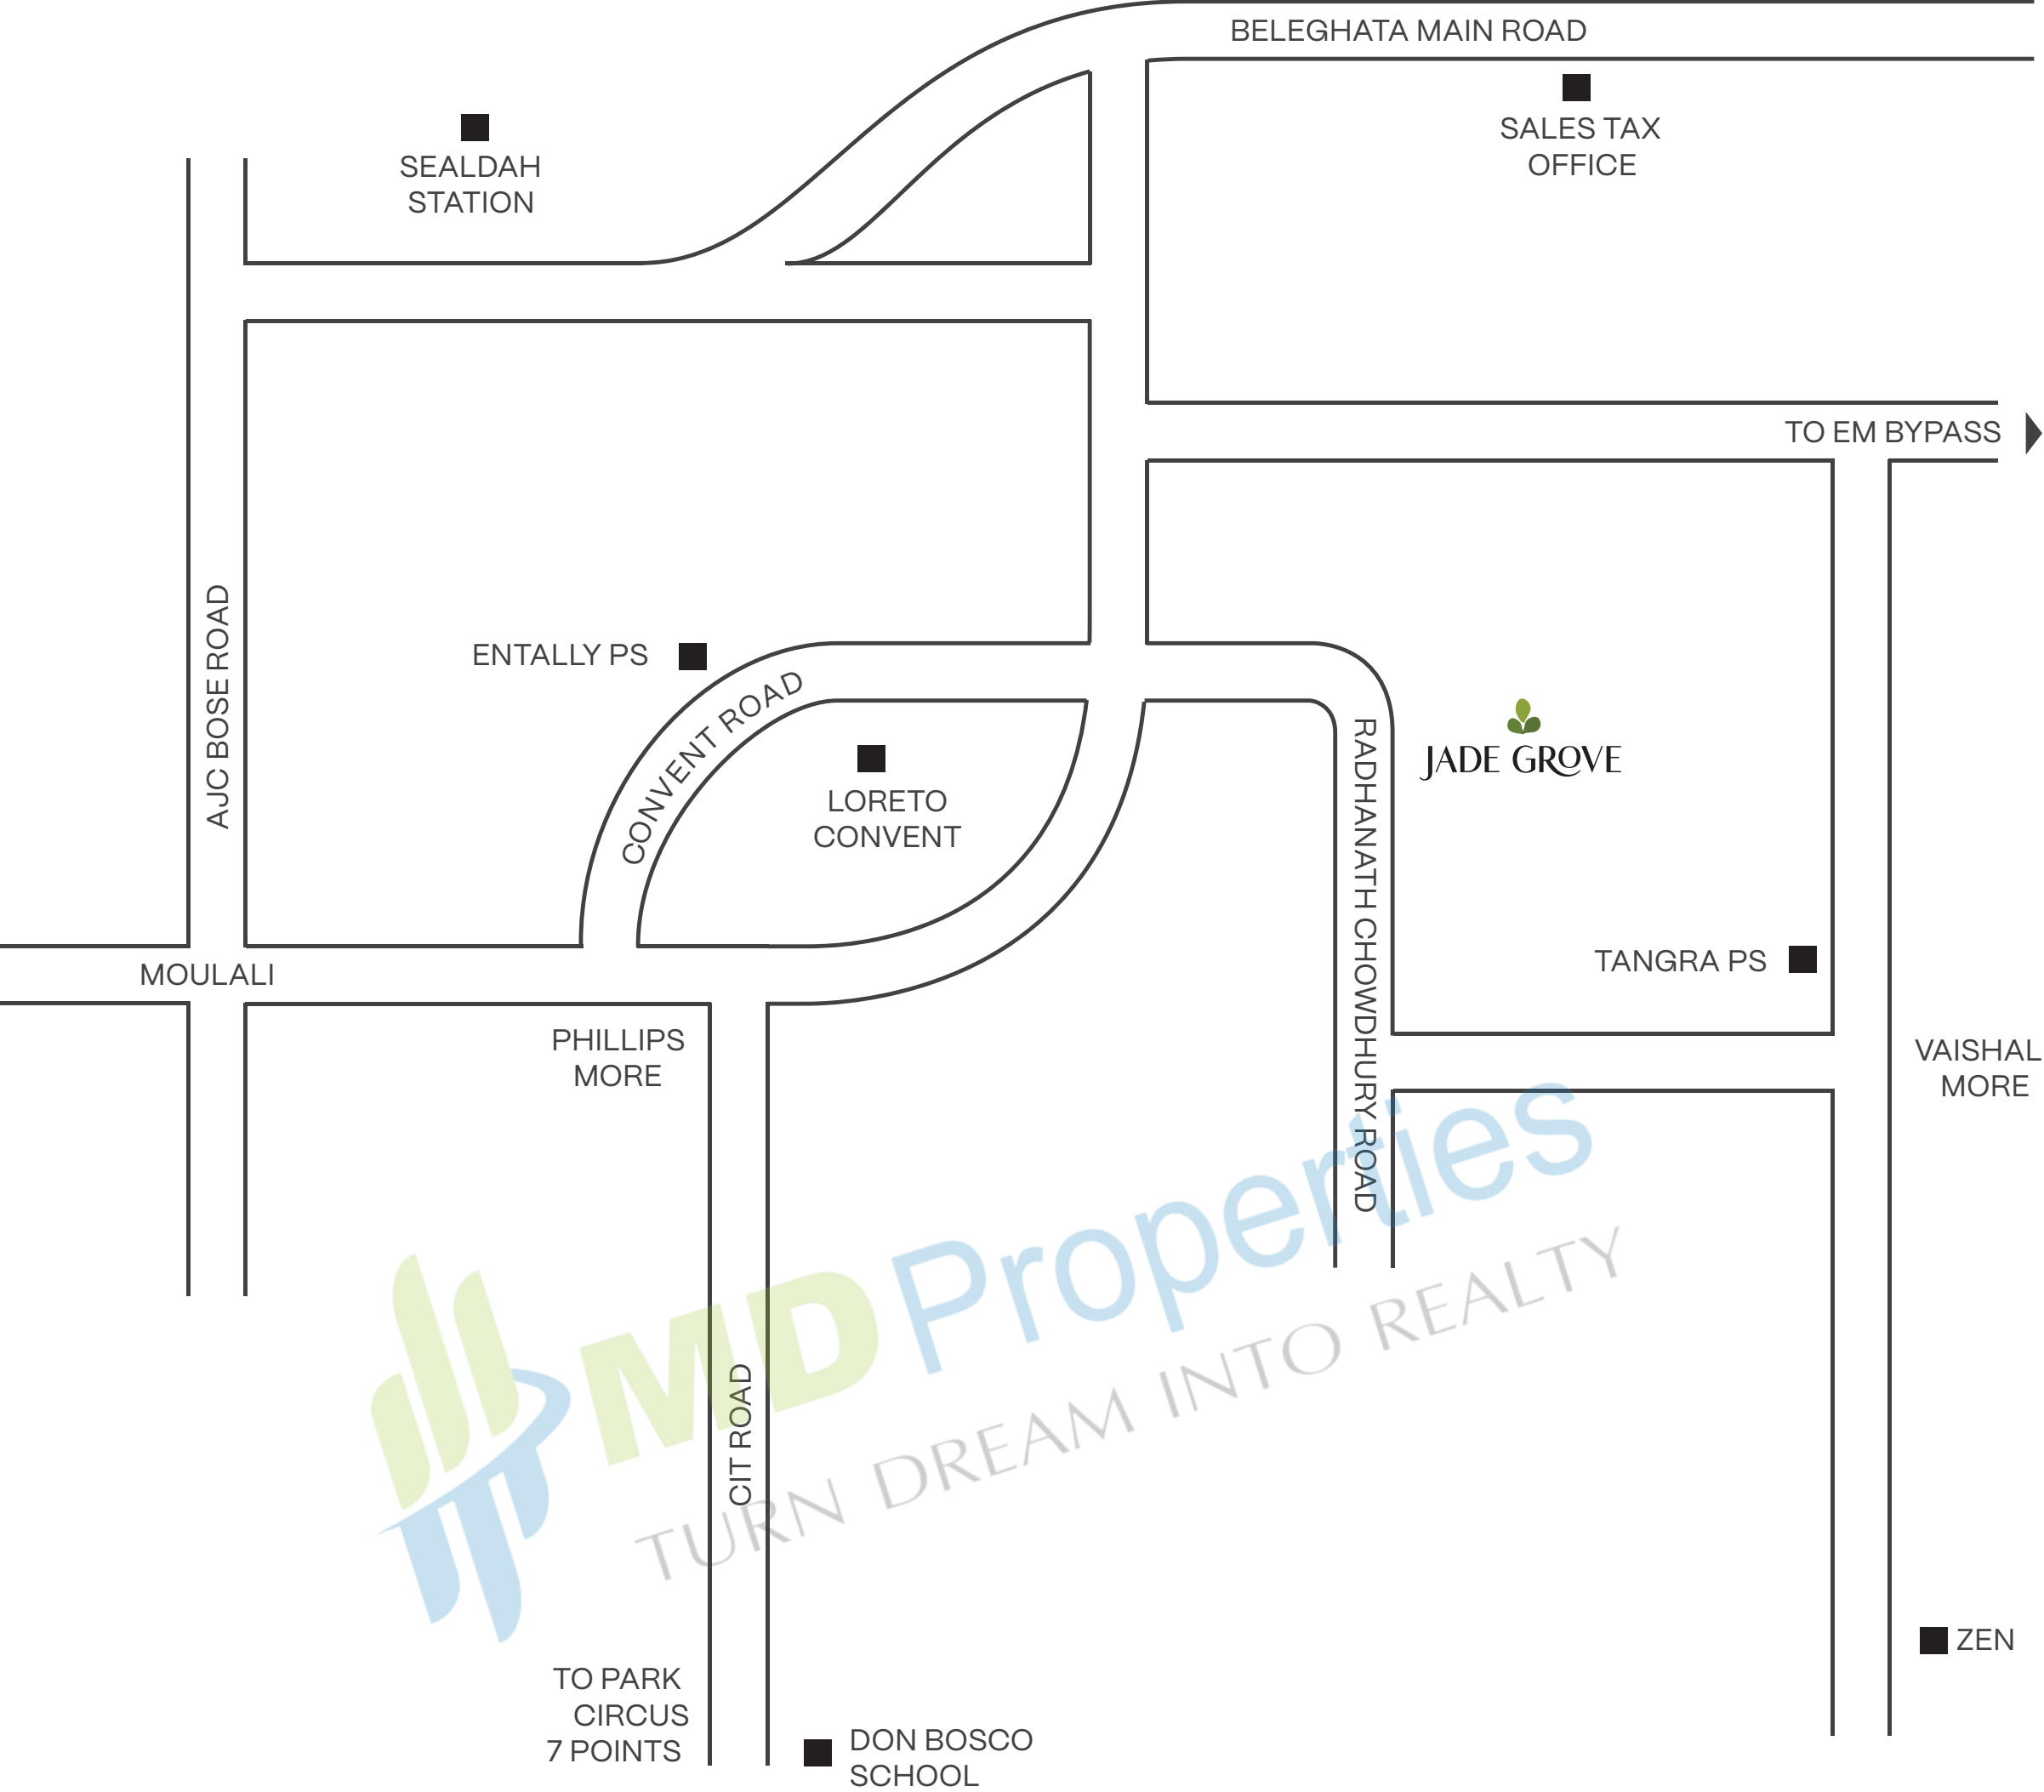 BELEGHATA MAIN ROAD
SALES TAX
OFFICE
SEALDAH
STATION
TO EM BYPASS
AJC BOSE ROAD
ENTALLY PS
CONVENT ROAD
LORETO
CONVENT
RADHANATH CHOWDHURY ROAD
JADE GROVE
TANGRA PS
MOULALI
PHILLIPS
MORE
VAISHAL
MORE
MD Properties
TURN DREAM INTO REALTY
CIT ROAD
ZEN
TO PARK
CIRCUS
7 POINTS
DON BOSCO
SCHOOL